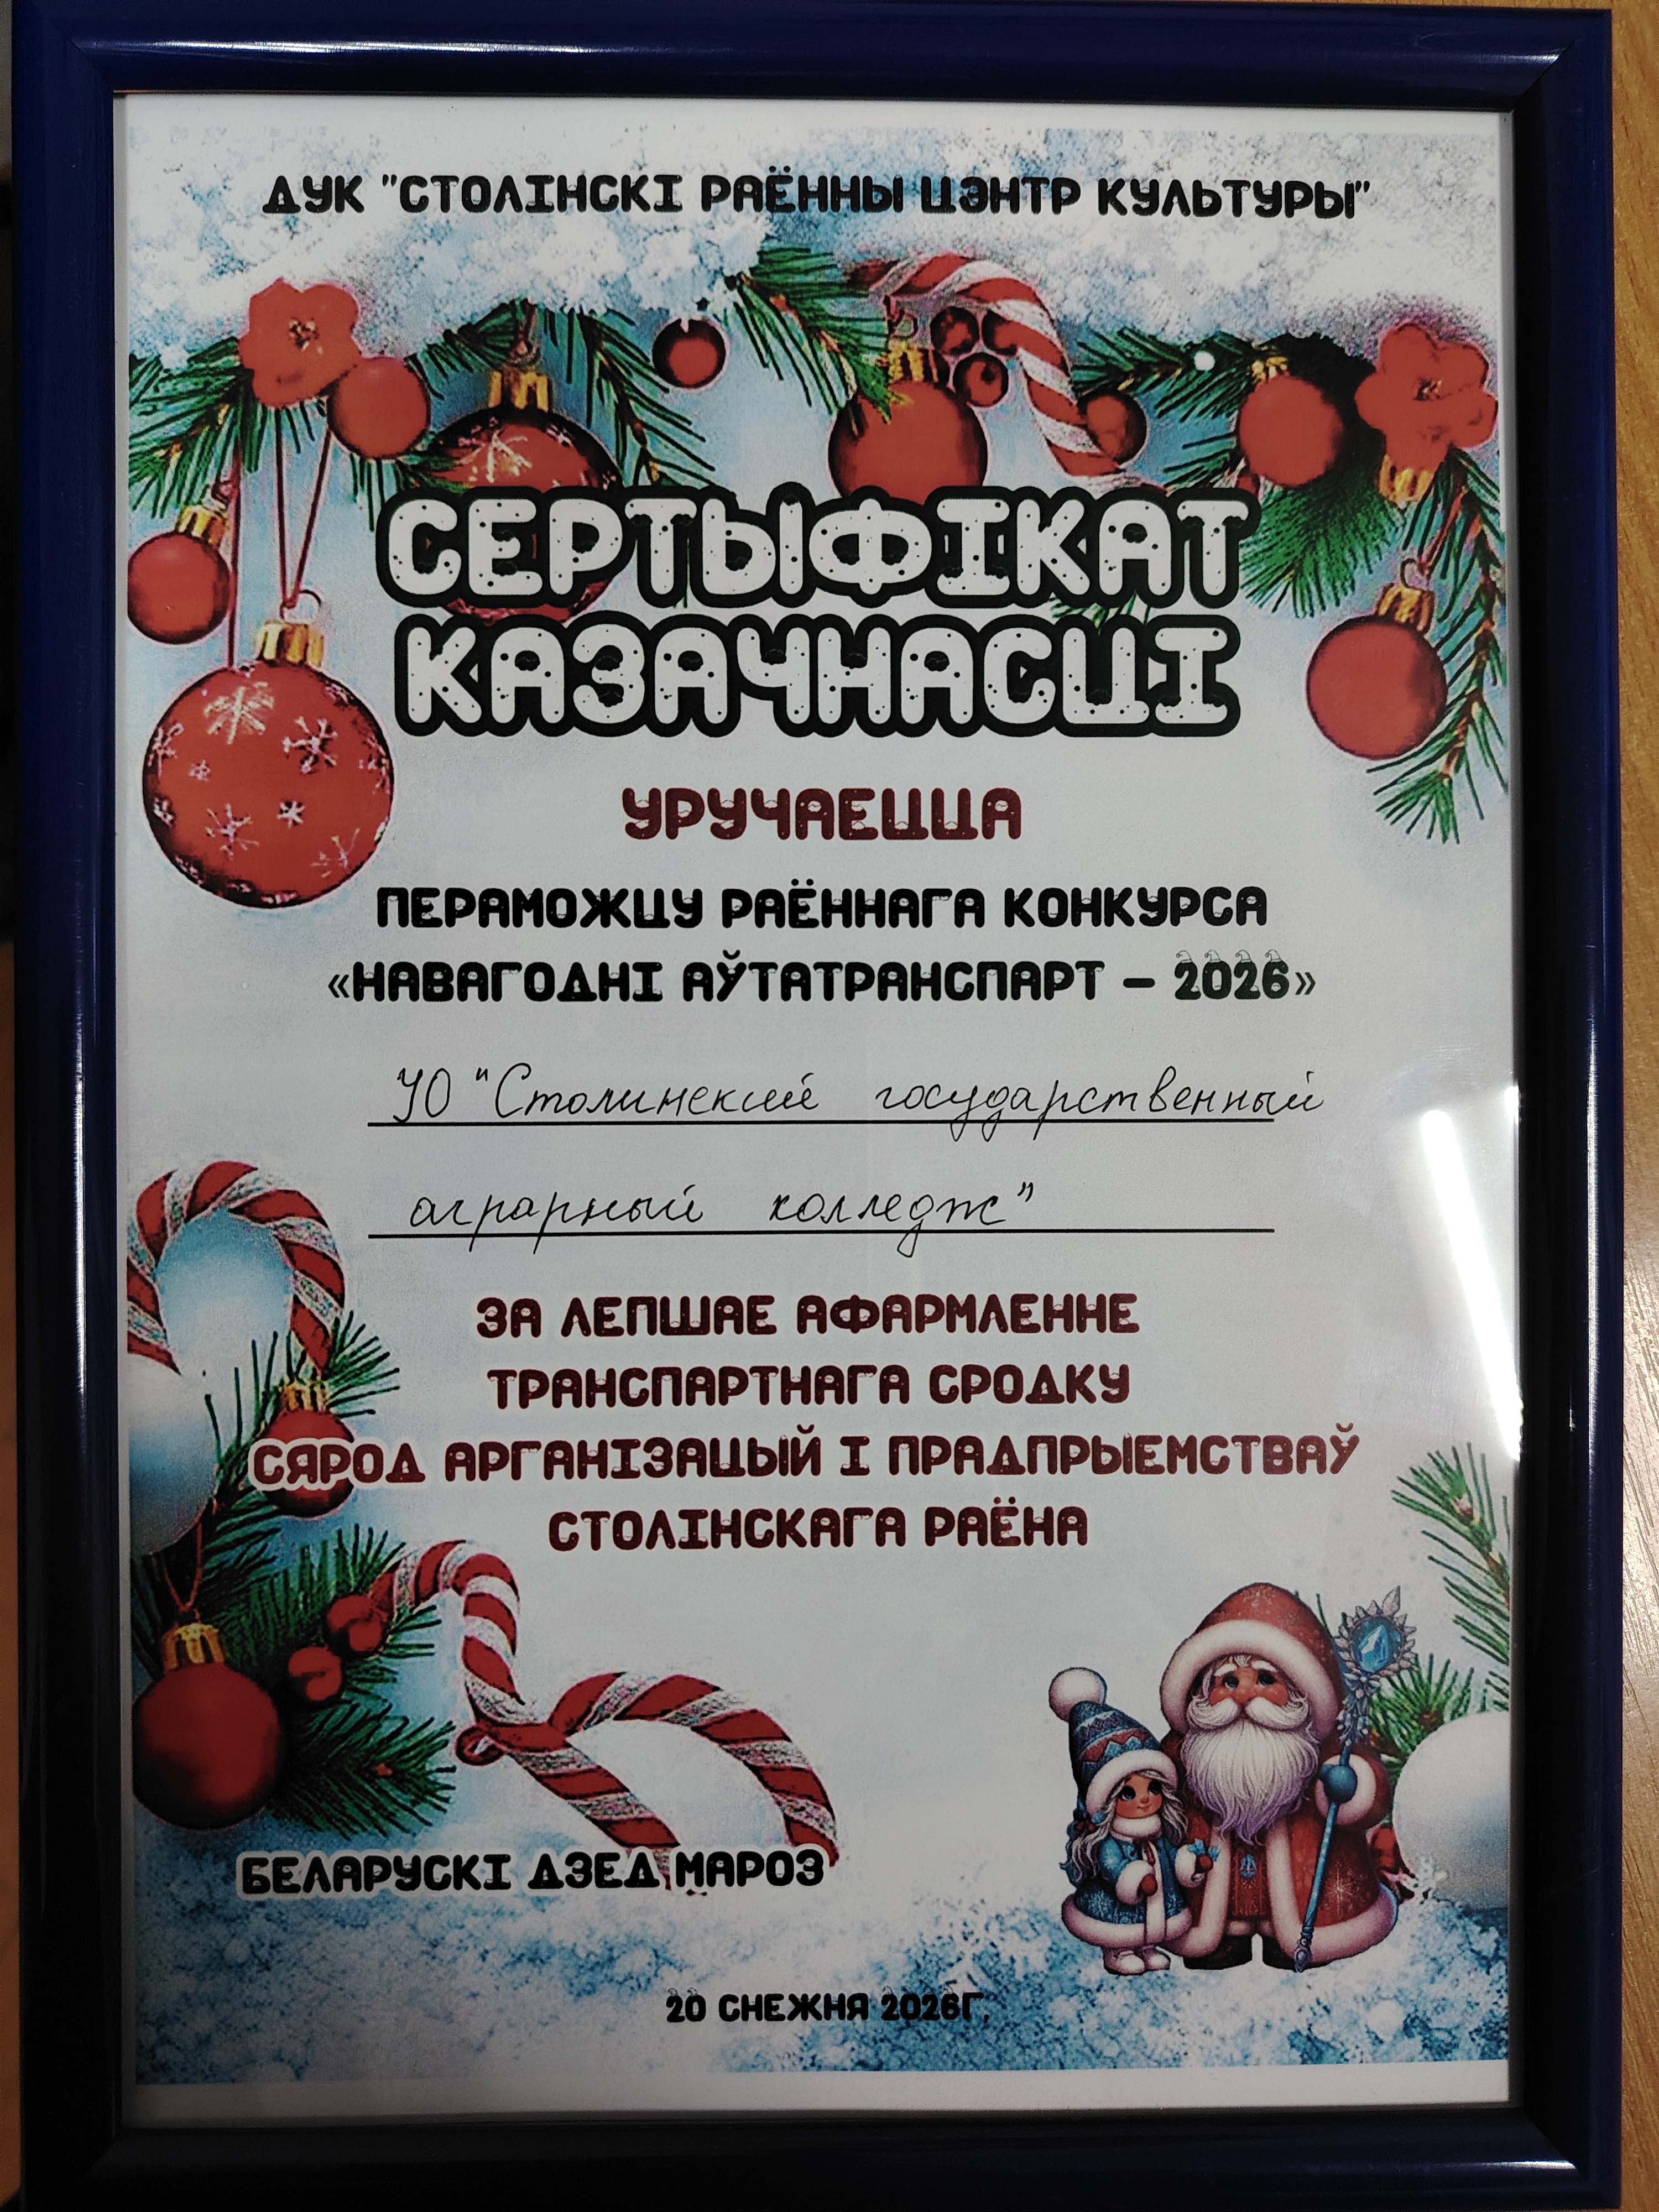 ДУК "СТОЛІНСКІ РАЁННЫ ЦЭНТР КУЛЬТУРЫ"
СЕРТЫФІКАТ
КАЗАЧНАСЦІ
УРУЧАЕЦЦА
ПЕРАМОЖЦУ РАЁННАГА КОНКУРСА
«НАВАГОДНІ АЎТАТРАНСПАРТ – 2026»
УО "Столинский государственный
аграрный колледж"
ЗА ЛЕПШАЕ АФАРМЛЕННЕ
ТРАНСПАРТНАГА СРОДКУ
СЯРОД АРГАНІЗАЦЫЙ І ПРАДПРЫЕМСТВАЎ
СТОЛІНСКАГА РАЁНА
БЕЛАРУСКІ ДЗЕД МАРОЗ
20 СНЕЖНЯ 2026Г.